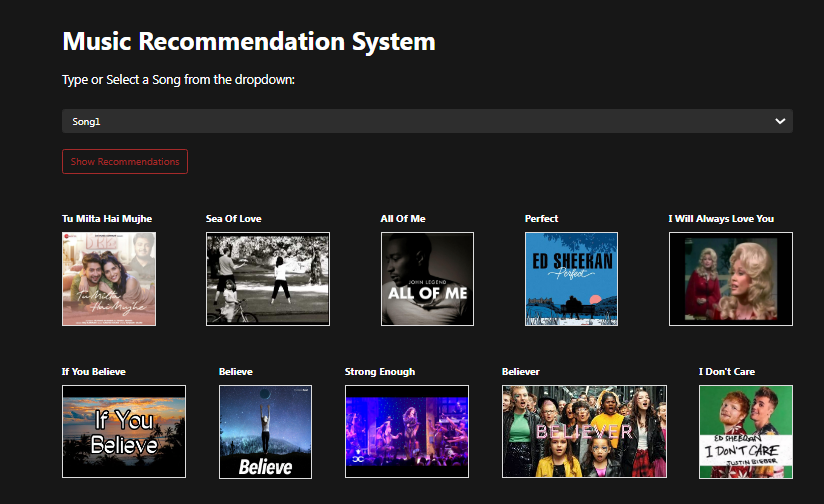 Music Recommendation System
Type or Select a Song from the dropdown:
Song1
Show Recommendations
Tu Milta Hai Mujhe
Sea Of Love
All Of Me
Perfect
I Will Always Love You
Tu Milta
Hai Mujhe
JOHN LEGEND
ALL OF ME
ED SHEERAN
Perfect
If You Believe
Believe
Strong Enough
Believer
I Don't Care
If You
Believe
Believe
BELIEVER
ED SHEERAN
I DON'T CARE
JUSTIN BIEBER